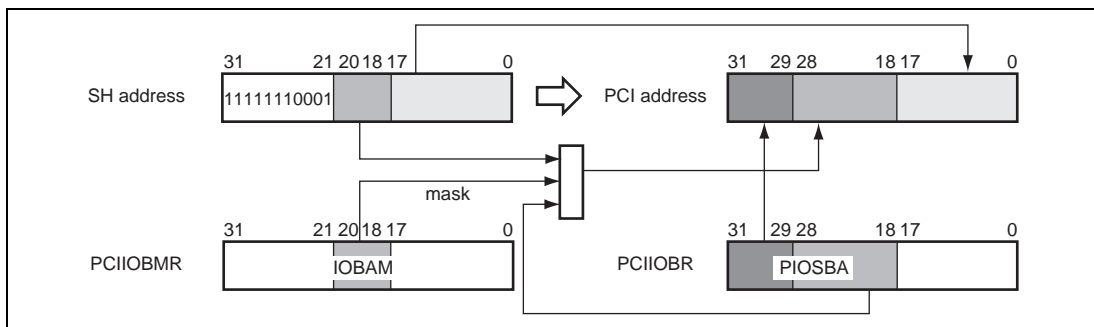 31 21 20 18 17 0
31 29 28 18 17 0
SH address 11111110001
PCI address
mask
31 21 20 18 17 0
31 29 28 18 17 0
PCIIOBMR IOBAM
PCIIOBR PIOSBA